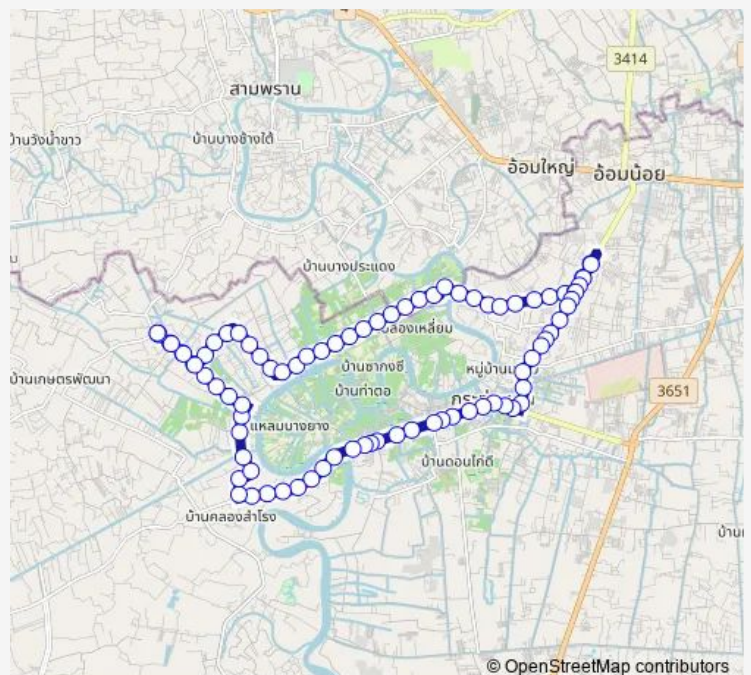 4
3414
สามพราน
บ้านวังน้ำขาว
บ้านบางช้างใต้
อ้อมใหญ่
อ้อมน้อย
บ้านบางประแดง
คลองเหลี่ยม
บ้านซากงซี
หมู่บ้าน
บ้านเกษตรพัฒนา
บ้านท่าตอ
3651
แหลมบางยาง
บ้านดอนไก่ดี
บ้านคลองสำโรง
© OpenStreetMap contributors